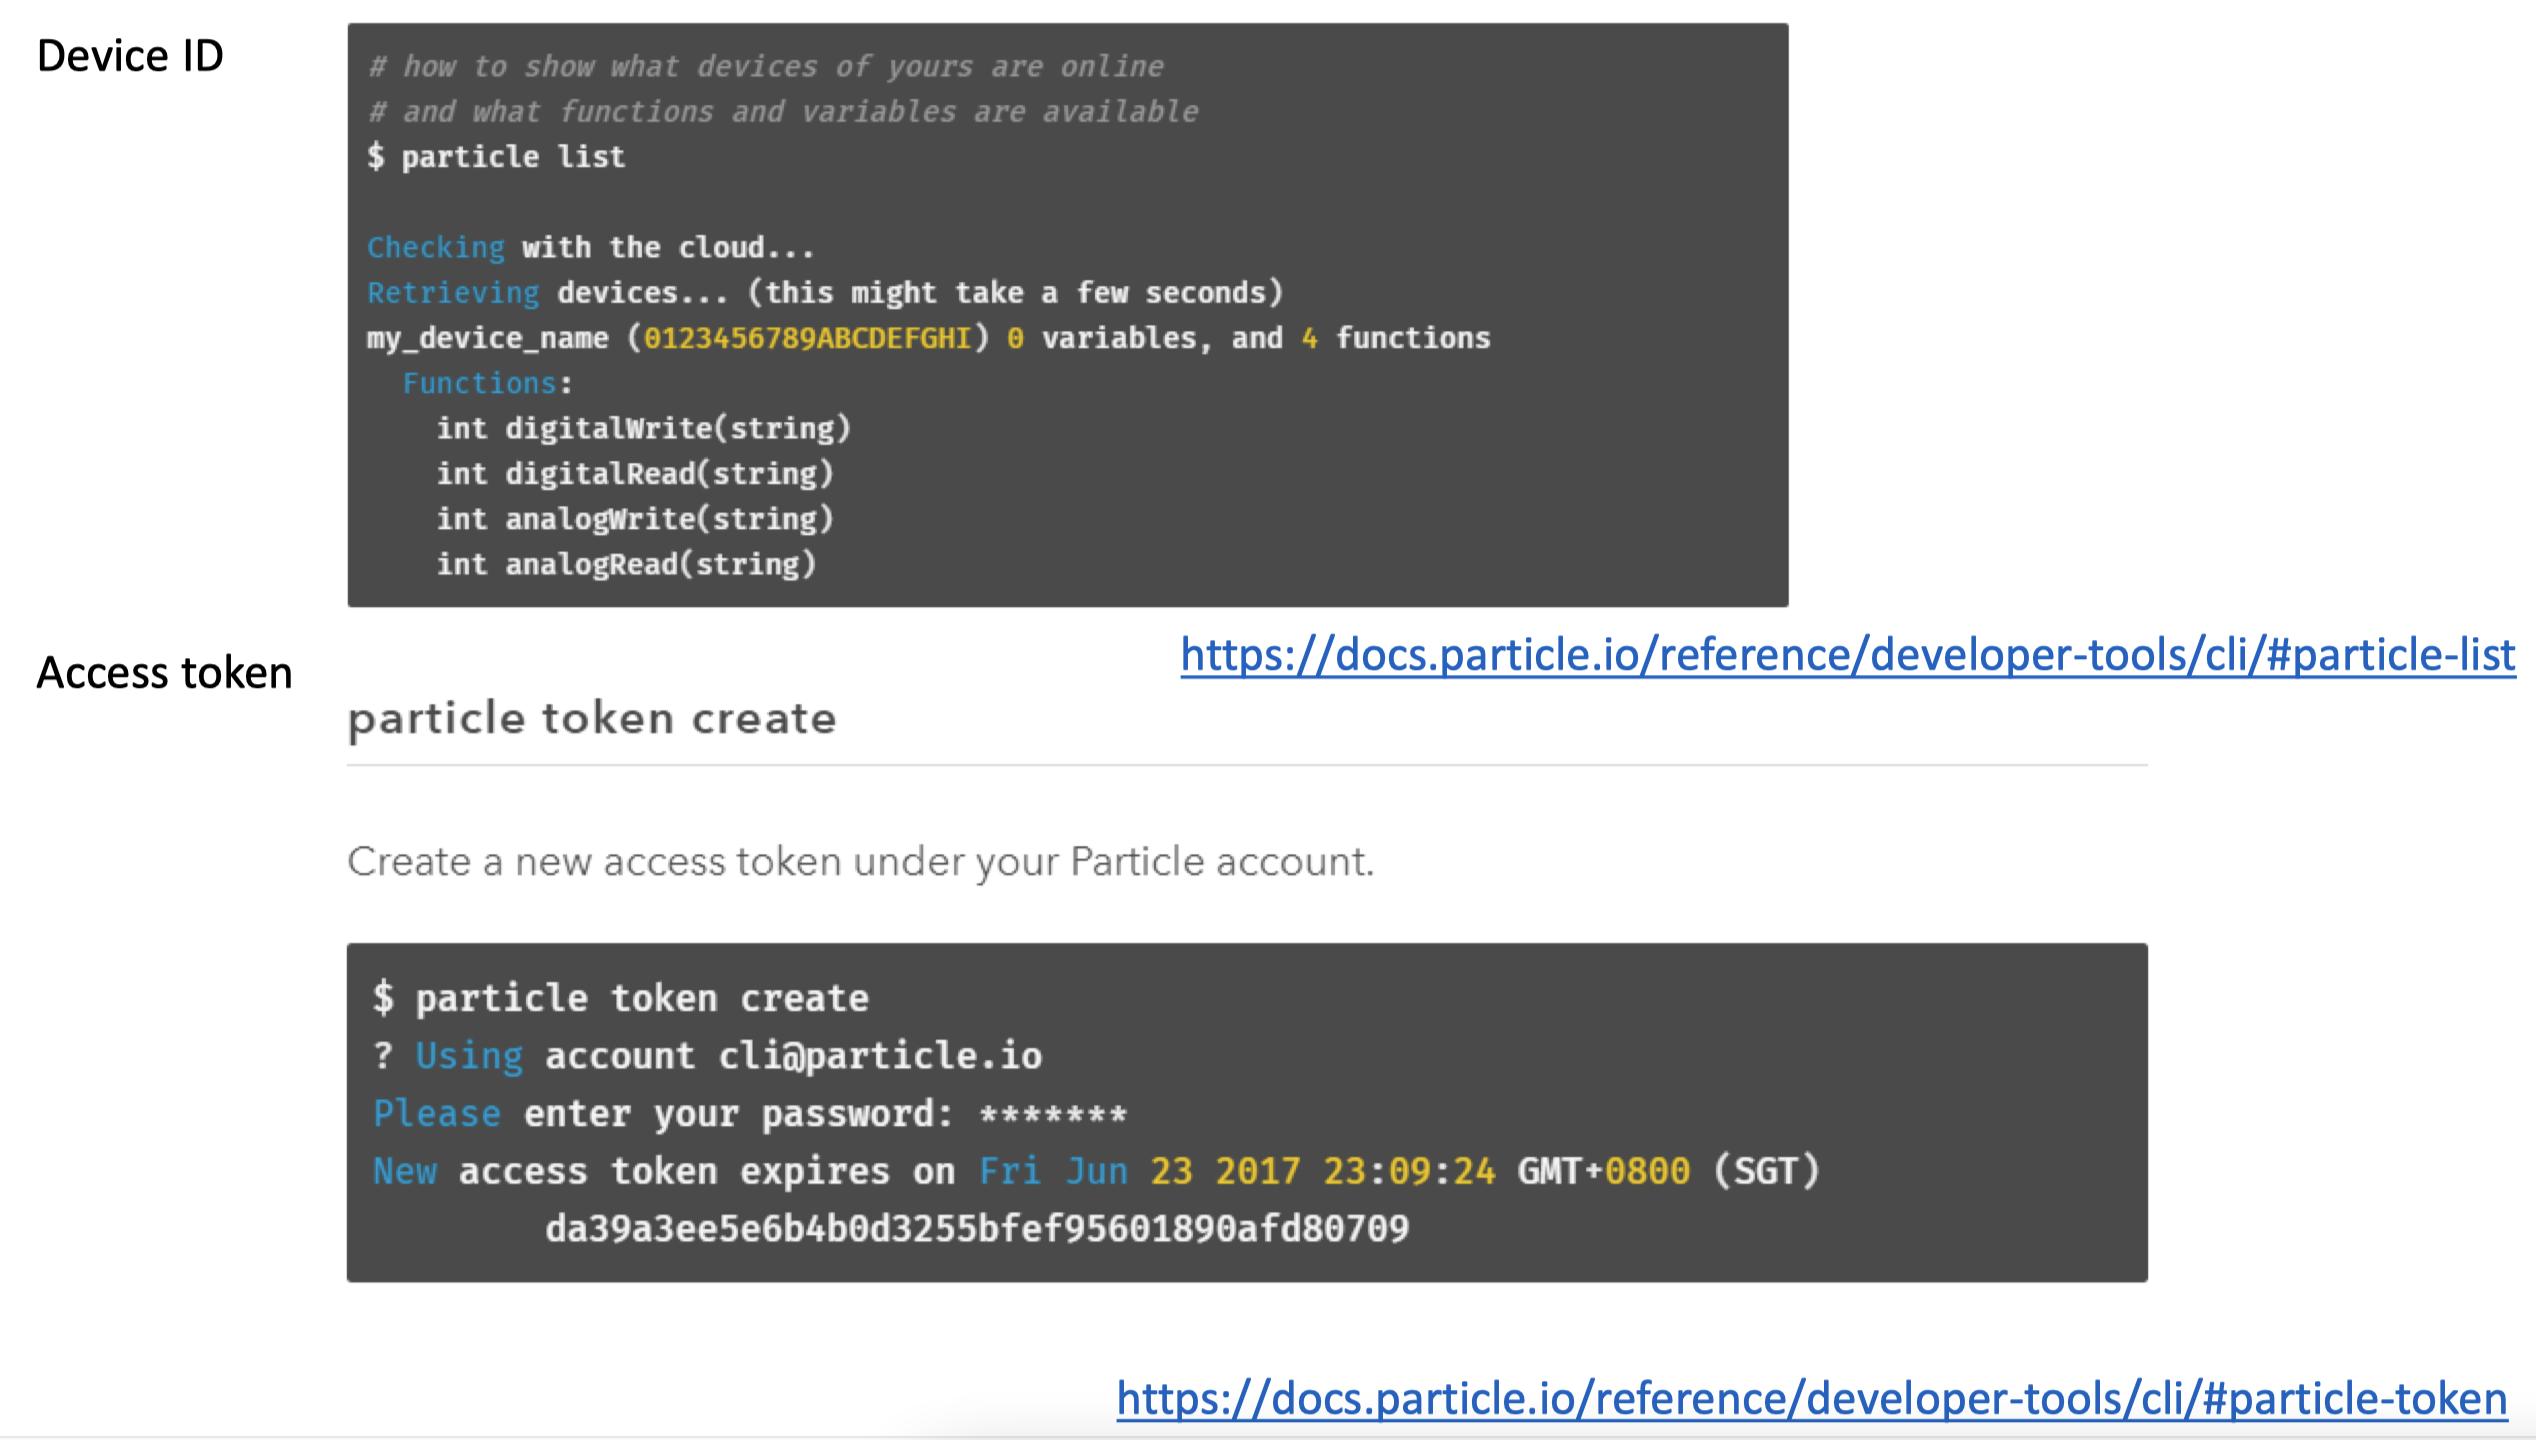 Device ID
# how to show what devices of yours are online
# and what functions and variables are available
$ particle list
Checking with the cloud...
Retrieving devices... (this might take a few seconds)
my_device_name (0123456789ABCDEFGHI) 0 variables, and 4 functions
Functions:
int digitalWrite(string)
int digitalRead(string)
int analogWrite(string)
int analogRead(string)
https://docs.particle.io/reference/developer-tools/cli/#particle-list
Access token
particle token create
Create a new access token under your Particle account.
$ particle token create
? Using account cli@particle.io
Please enter your password: *******
New access token expires on Fri Jun 23 2017 23:09:24 GMT+0800 (SGT)
da39a3ee5e6b4b0d3255bfef95601890afd80709
https://docs.particle.io/reference/developer-tools/cli/#particle-token